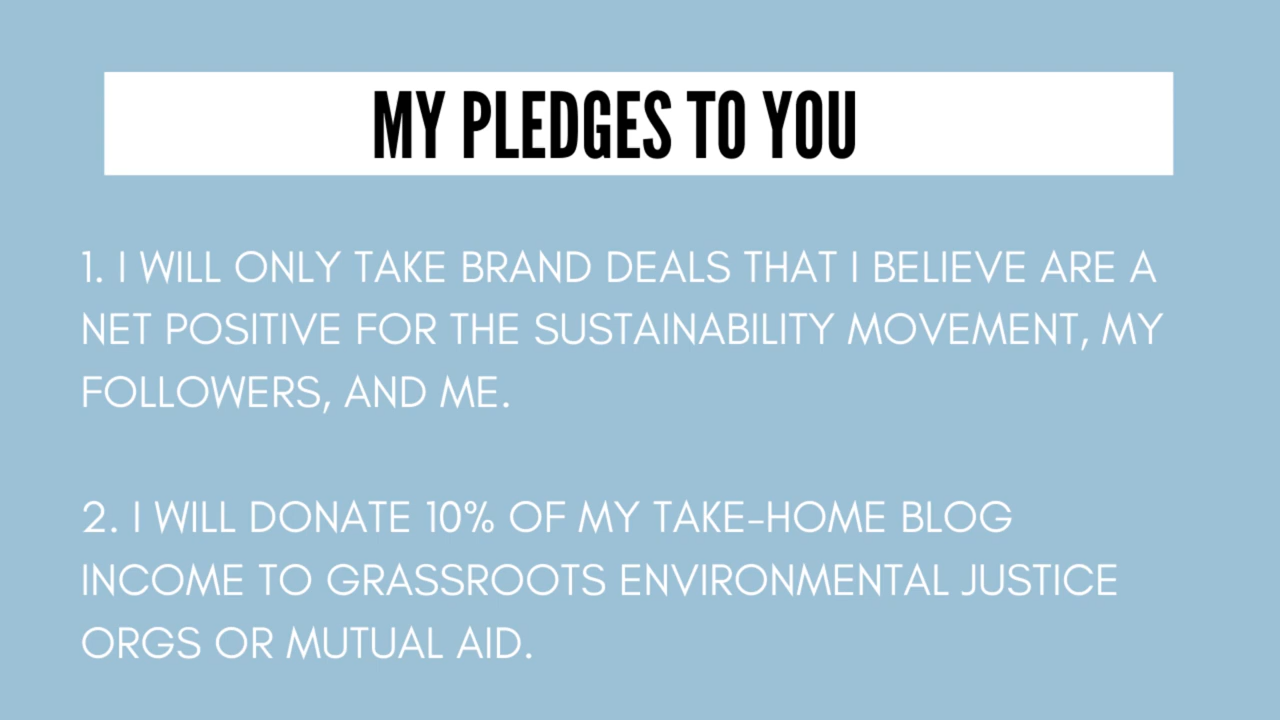 MY PLEDGES TO YOU
1. I WILL ONLY TAKE BRAND DEALS THAT I BELIEVE ARE A
NET POSITIVE FOR THE SUSTAINABILITY MOVEMENT, MY
FOLLOWERS, AND ME.
2. I WILL DONATE 10% OF MY TAKE-HOME BLOG
INCOME TO GRASSROOTS ENVIRONMENTAL JUSTICE
ORGS OR MUTUAL AID.